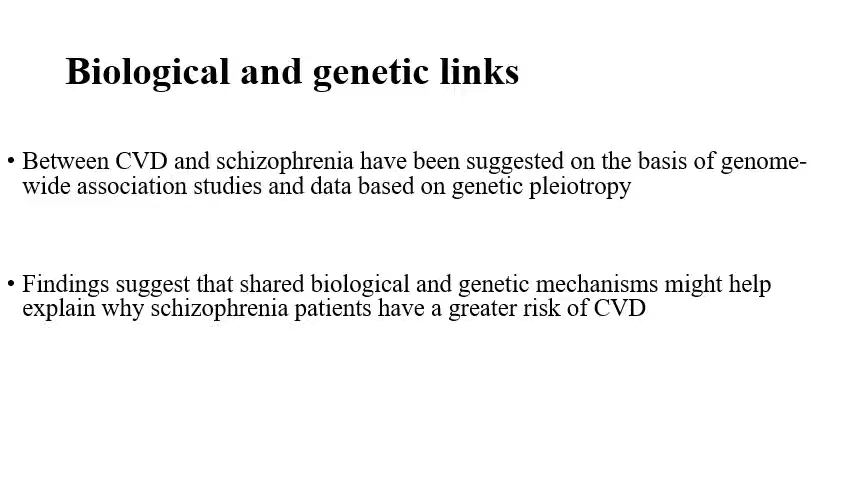 Biological and genetic links
• Between CVD and schizophrenia have been suggested on the basis of genome-
wide association studies and data based on genetic pleiotropy
• Findings suggest that shared biological and genetic mechanisms might help
explain why schizophrenia patients have a greater risk of CVD